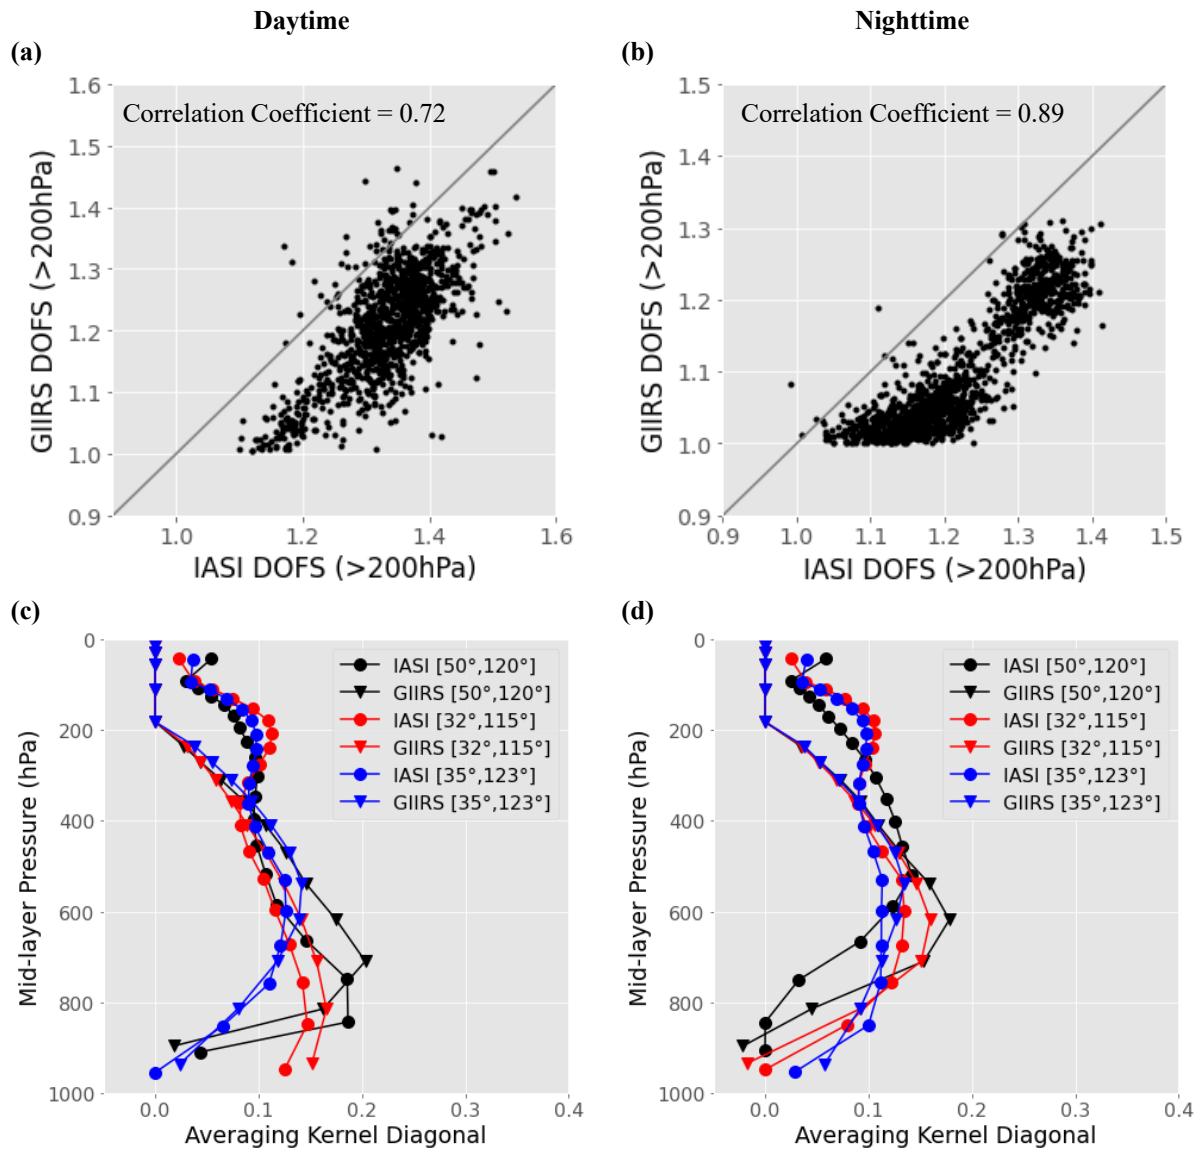 Daytime
Nighttime
(a)
(b)
Correlation Coefficient = 0.72
1.6
1.5
1.4
1.3
1.2
1.1
1.0
0.9
GIIRS DOFS (>200hPa)
1.0
1.2
1.4
1.6
IASI DOFS (>200hPa)
Correlation Coefficient = 0.89
1.5
1.4
1.3
1.2
1.1
1.0
0.9
GIIRS DOFS (>200hPa)
0.9
1.0
1.1
1.2
1.3
1.4
1.5
IASI DOFS (>200hPa)
(c)
(d)
0
200
400
600
800
1000
Mid-layer Pressure (hPa)
IASI [50°,120°]
GIIRS [50°,120°]
IASI [32°,115°]
GIIRS [32°,115°]
IASI [35°,123°]
GIIRS [35°,123°]
0.0
0.1
0.2
0.3
0.4
Averaging Kernel Diagonal
0
200
400
600
800
1000
Mid-layer Pressure (hPa)
IASI [50°,120°]
GIIRS [50°,120°]
IASI [32°,115°]
GIIRS [32°,115°]
IASI [35°,123°]
GIIRS [35°,123°]
0.0
0.1
0.2
0.3
0.4
Averaging Kernel Diagonal